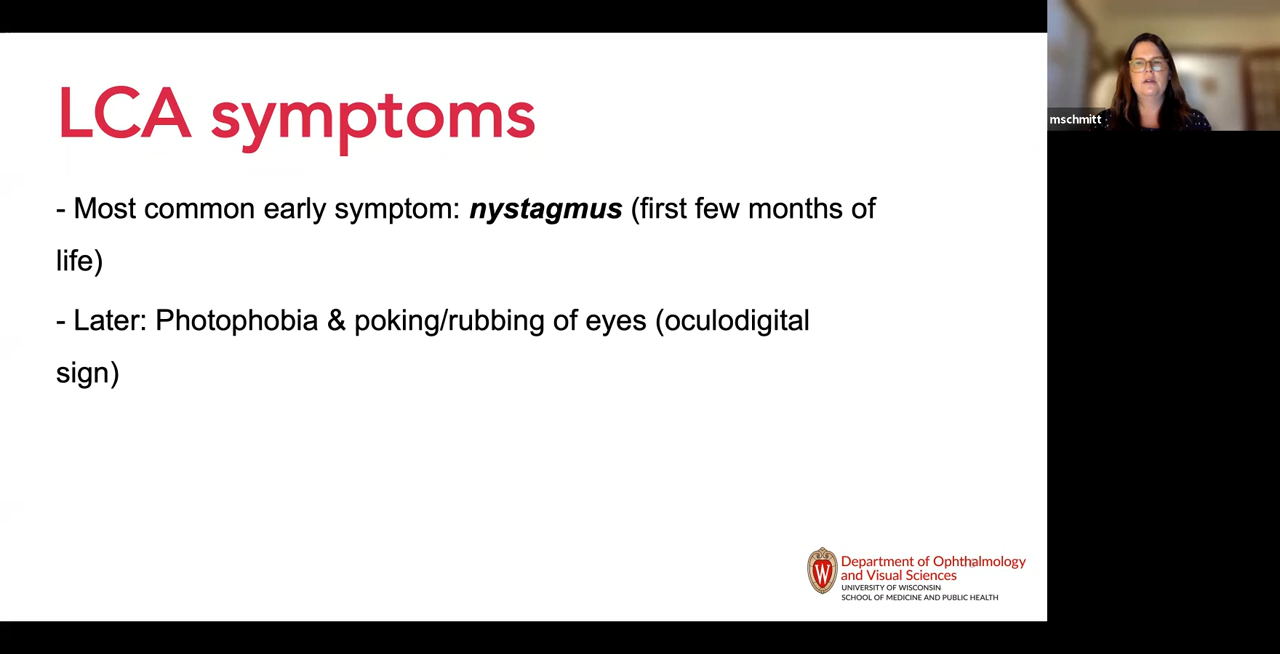 LCA symptoms
- Most common early symptom: nystagmus (first few months of
life)
- Later: Photophobia & poking/rubbing of eyes (oculodigital
sign)
W
Department of Ophthalmology
and Visual Sciences
UNIVERSITY OF WISCONSIN
SCHOOL OF MEDICINE AND PUBLIC HEALTH
mschmitt